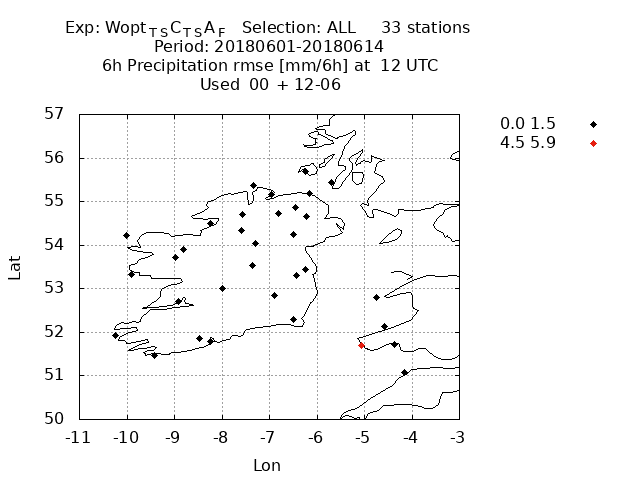 Exp: Wopt TS C TS A F   Selection: ALL     33 stations
Period: 20180601-20180614
6h Precipitation rmse [mm/6h] at  12 UTC
Used  00 + 12-06
0.0 1.5
4.5 5.9
57
56
55
54
53
52
51
50
Lat
-11 -10 -9 -8 -7 -6 -5 -4 -3
Lon